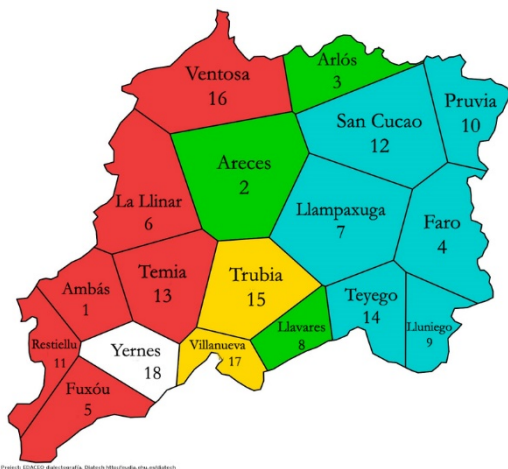 Ventosa
16
Arlós
3
Pruvia
10
San Cucao
12
Areces
2
La Llinar
6
Llampaxuga
7
Faro
4
Ambás
1
Temia
13
Trubia
15
Teyego
14
Lluniego
9
Restiellu
11
Yernes
18
Villanueva
17
Llavares
8
Fuxóu
5